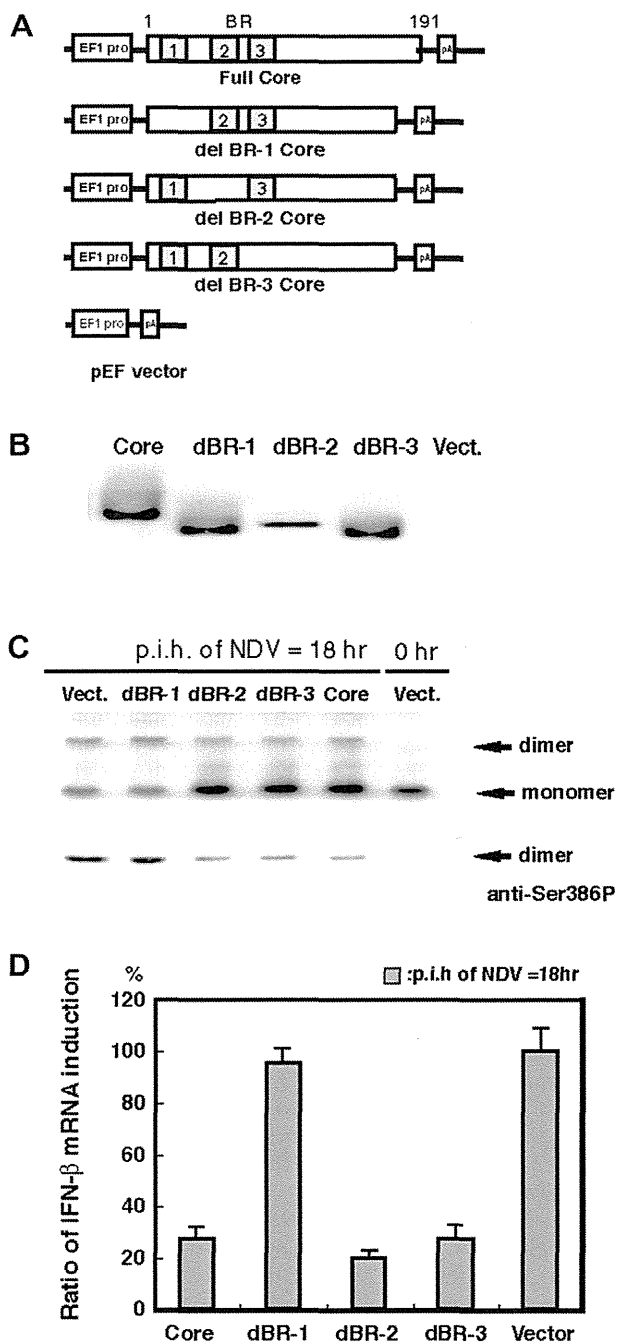 A
1 BR 191
EF1 pro 1 2 3 pA
Full Core
EF1 pro 2 3 pA
del BR-1 Core
EF1 pro 1 3 pA
del BR-2 Core
EF1 pro 1 2 pA
del BR-3 Core
EF1 pro pA
pEF vector
B
Core dBR-1 dBR-2 dBR-3 Vect.
C
p.i.h. of NDV = 18 hr 0 hr
Vect. dBR-1 dBR-2 dBR-3 Core Vect.
dimer
monomer
dimer
anti-Ser386P
D
%
:p.i.h of NDV =18hr
Ratio of IFN-β mRNA induction
120
100
80
60
40
20
0
Core dBR-1 dBR-2 dBR-3 Vector